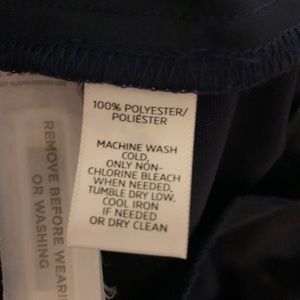 100% POLYESTER/
POLIÉSTER
MACHINE WASH
COLD,
ONLY NON-
CHLORINE BLEACH
WHEN NEEDED,
TUMBLE DRY LOW,
COOL IRON
IF NEEDED
OR DRY CLEAN
REMOVE BEFORE WEARI
OR WASHING